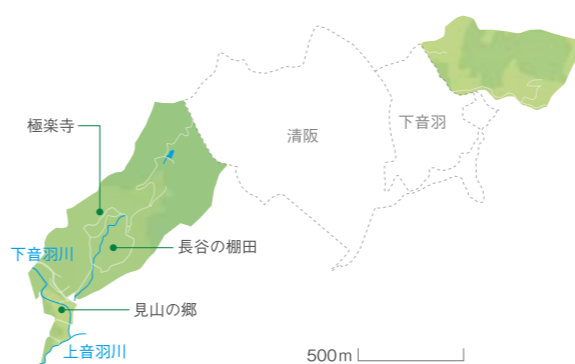 極楽寺
清阪
下音羽
長谷の棚田
下音羽川
見山の郷
上音羽川
500m